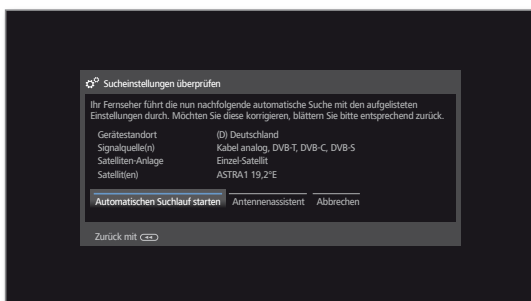 Sucheinstellungen überprüfen
Ihr Fernseher führt die nun nachfolgende automatische Suche mit den aufgelisteten
Einstellungen durch. Möchten Sie diese korrigieren, blättern Sie bitte entsprechend zurück.
Gerätestandort (D) Deutschland
Signalquelle(n) Kabel analog, DVB-T, DVB-C, DVB-S
Satelliten-Anlage Einzel-Satellit
Satellit(en) ASTRA1 19,2°E
Automatischen Suchlauf starten Antennenassistent Abbrechen
Zurück mit